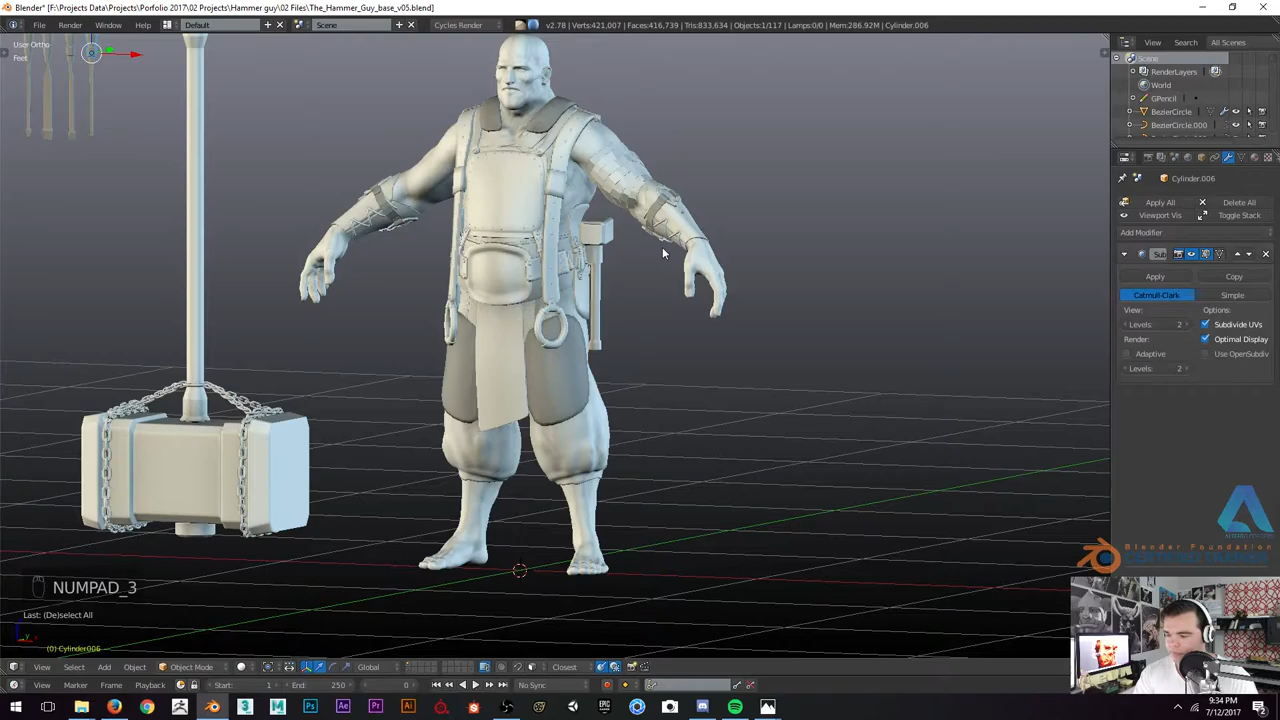 Blender* [F:\Projects\Projects\Porfolio 2017\02 Projects\Hammer guy\02 Files\The_Hammer_Guy_base_v05.blend]
File Render Window Help Default Scene Cycles Render v2.78 | Verts:421,007 | Faces:416,739 | Tris:833,634 | Objects:1/117 | Lamps:0/0 | Mem:286.92M | Cylinder.006
User Ortho
Feet
View Search All Scenes
Scene
RenderLayers
World
GPencil
BezierCircle
BezierCircle.000
Cylinder.006
Apply All Delete All
Viewport Vis Toggle Stack
Add Modifier
Sub
Apply Copy
Catmull-Clark Simple
View: Options:
Levels: 2 Subdivide UVs
Render: Optimal Display
Adaptive Use OpenSubdiv
Levels: 2
Blender Foundation
NUMPAD_3
Last: (De)select All
(0) Cylinder006
View Select Add Object Object Mode Global Closest
View Marker Frame Playback Start: 1 End: 250 0 No Sync
9:34 PM
7/12/2017